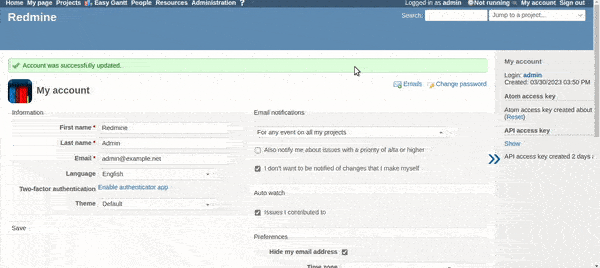 Home My page Projects Easy Gantt People Resources Administration ?
Logged in as admin Not running My account Sign out
Redmine
Search:
Jump to a project...
Account was successfully updated.
My account
Emails Change password
Information
First name * Redmine
Last name * Admin
Email * admin@example.net
Language English
Two-factor authentication Enable authenticator app
Theme Default
Save
Email notifications
For any event on all my projects
Also notify me about issues with a priority of alta or higher
I don't want to be notified of changes that I make myself
Auto watch
Issues I contributed to
Preferences
Hide my email address
Time zone
My account
Login: admin
Created: 03/30/2023 03:50 PM
Atom access key
Atom access key created about
(Reset)
API access key
Show
API access key created 2 days